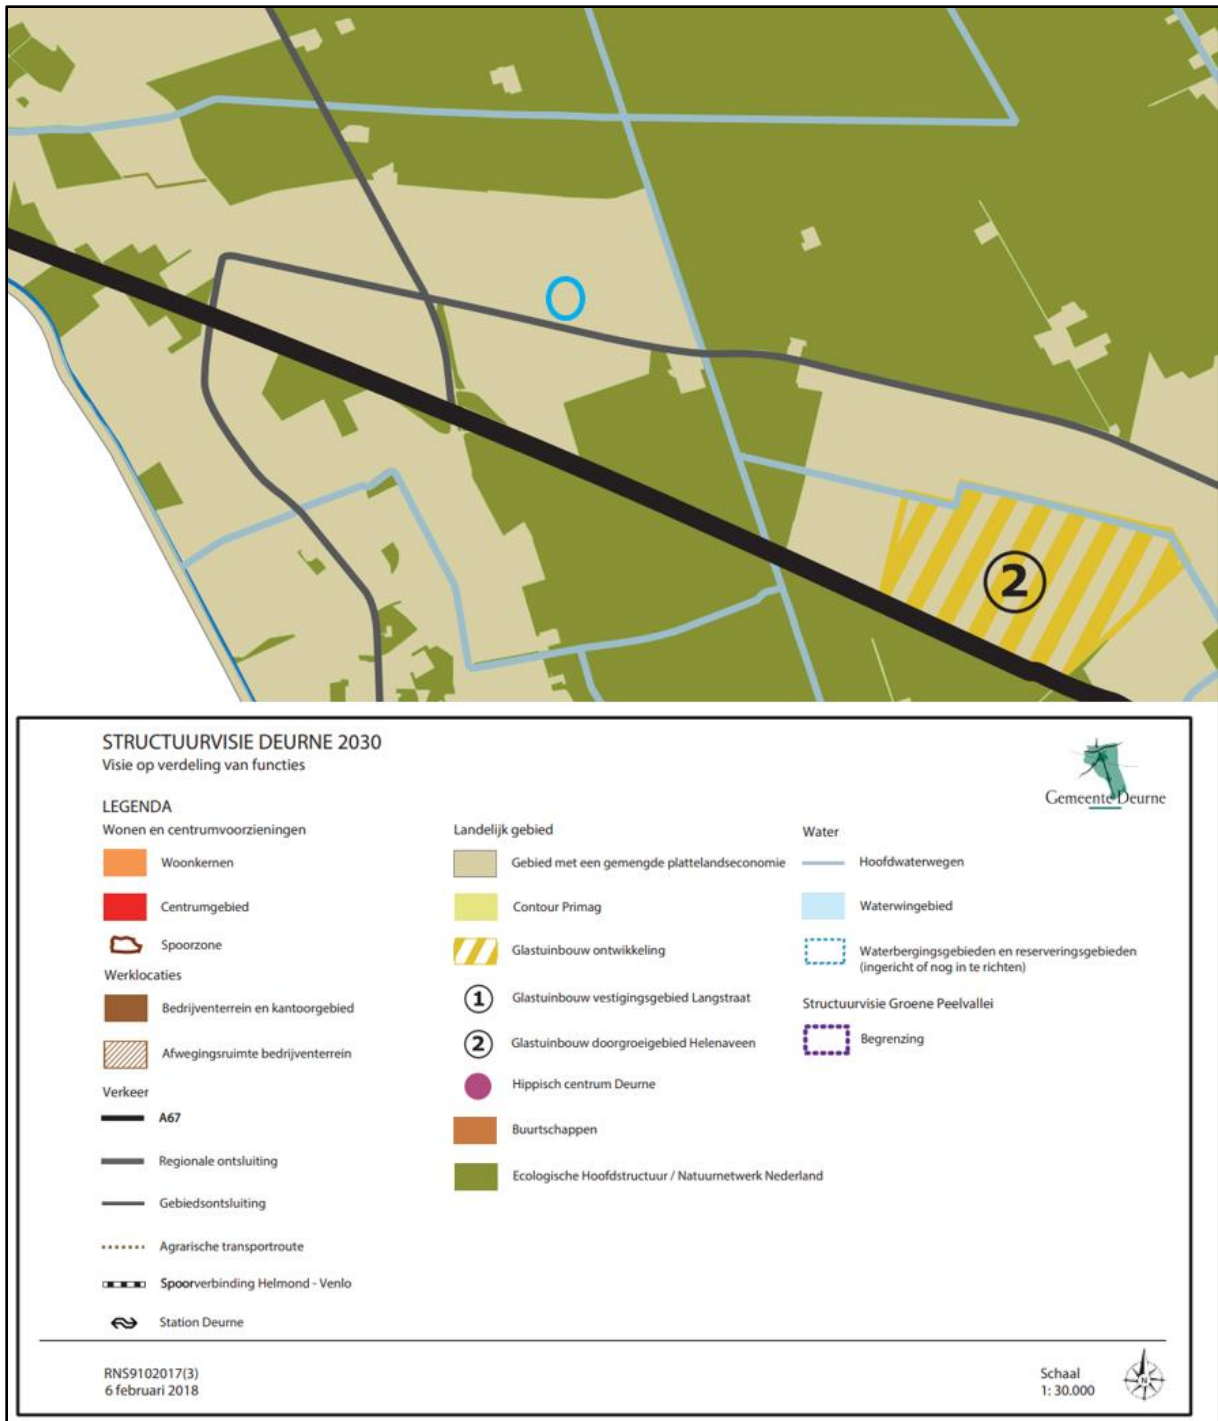 2
STRUCTUURVISIE DEURNE 2030
Visie op verdeling van functies
Gemeente Deurne
LEGENDA
Wonen en centrumvoorzieningen
Woonkernen
Centrumgebied
Spoorzone
Werklocaties
Bedrijventerrein en kantoorgebied
Afwegingsruimte bedrijventerrein
Verkeer
A67
Regionale ontsluiting
Gebiedsontsluiting
Agrarische transportroute
Spoorverbinding Helmond - Venlo
Station Deurne
Landelijk gebied
Gebied met een gemengde plattelandseconomie
Contour Primag
Glastuinbouw ontwikkeling
1 Glastuinbouw vestigingsgebied Langstraat
2 Glastuinbouw doorgroeigebied Helenaveen
Hippisch centrum Deurne
Buurtschappen
Ecologische Hoofdstructuur / Natuurnetwerk Nederland
Water
Hoofdwaterwegen
Waterwingebied
Waterbergingsgebieden en reserveringsgebieden
(ingericht of nog in te richten)
Structuurvisie Groene Peelvallei
Begrenzing
RNS9102017(3)
6 februari 2018
Schaal
1: 30.000
N